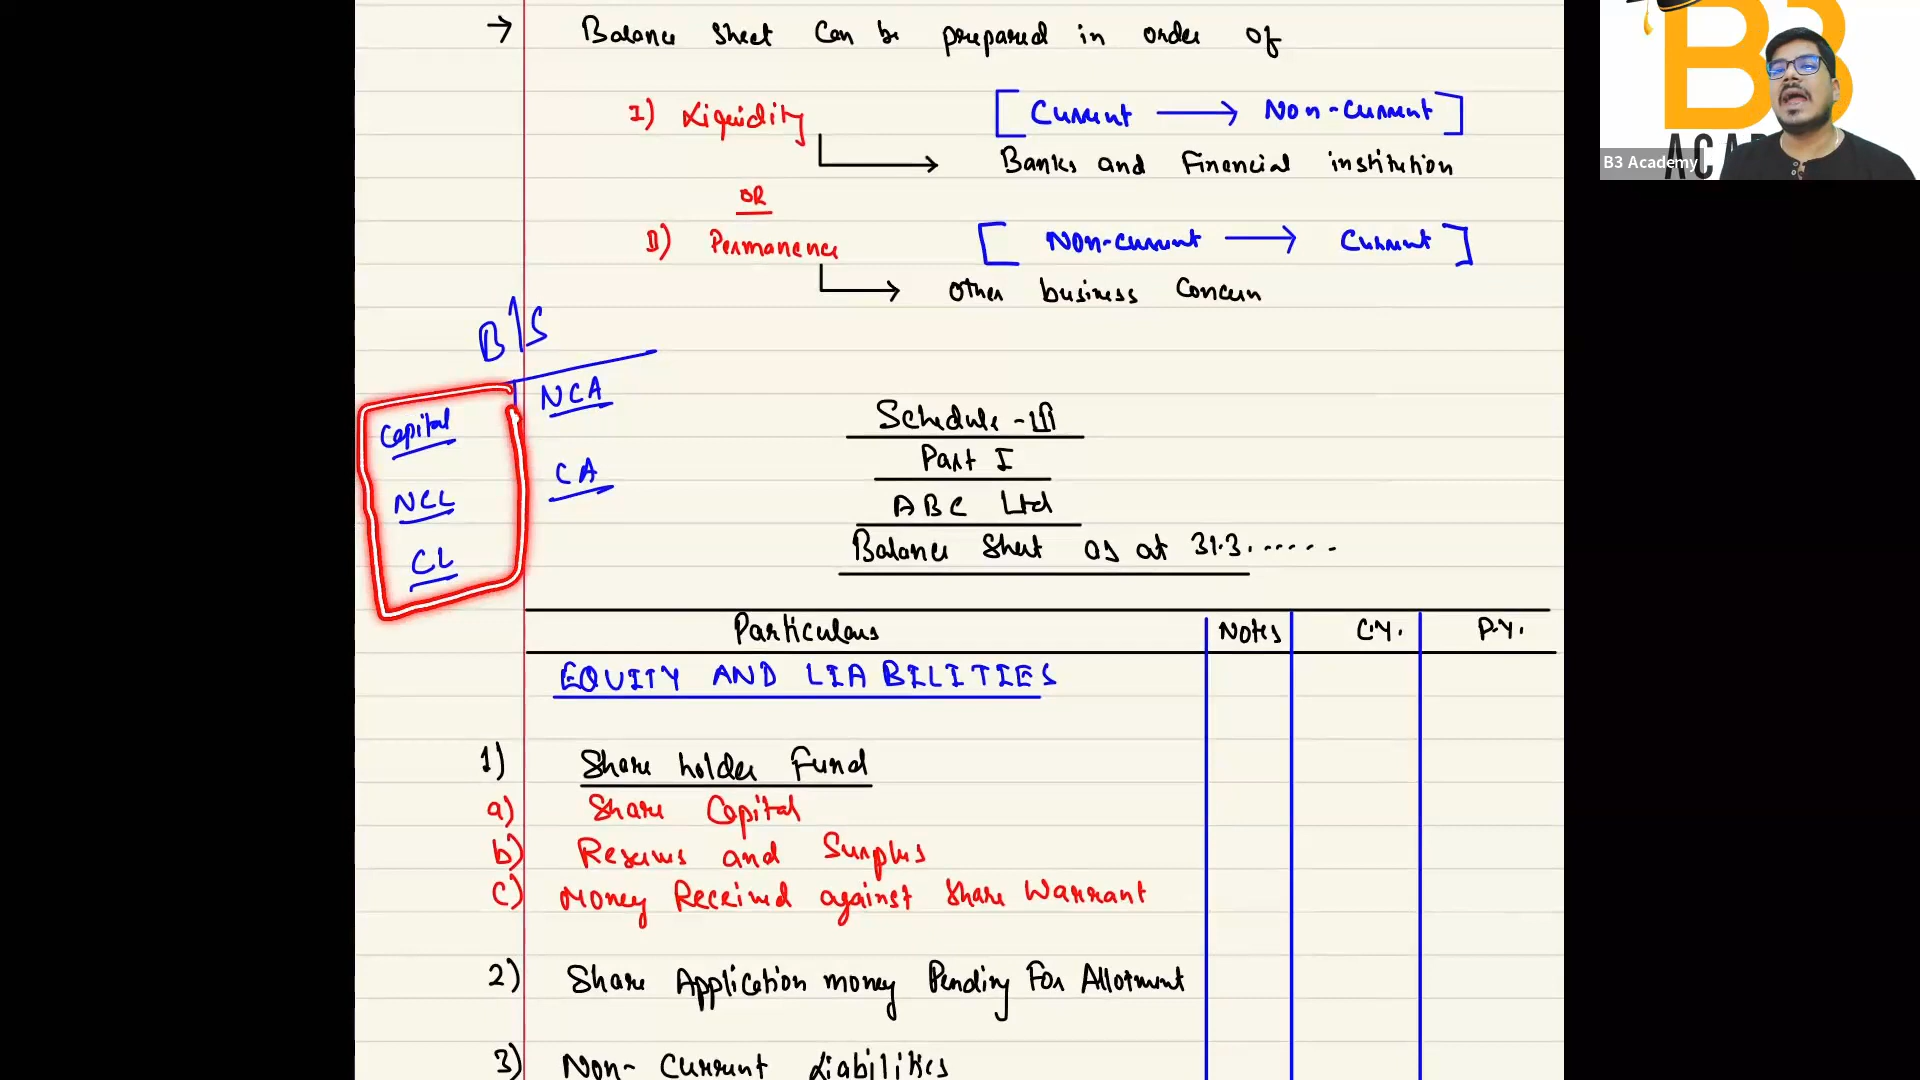 → Balance Sheet Can be prepared in order of
I) Liquidity [Current → Non-Current]
Banks and Financial institution
OR
II) Permanence [Non-current → Current]
Other business Concern
B/S
Capital
NCL
CL
NCA
CA
Schedule-III
Part I
ABC Ltd
Balance Sheet as at 31.3.......
Particulars Notes C.Y. P.Y.
EQUITY AND LIABILITIES
1) Share holder Fund
a) Share Capital
b) Reserves and Surplus
c) Money Received against Share Warrant
2) Share Application money Pending For Allotment
3) Non-Current Liabilities
B3
B3 Academy